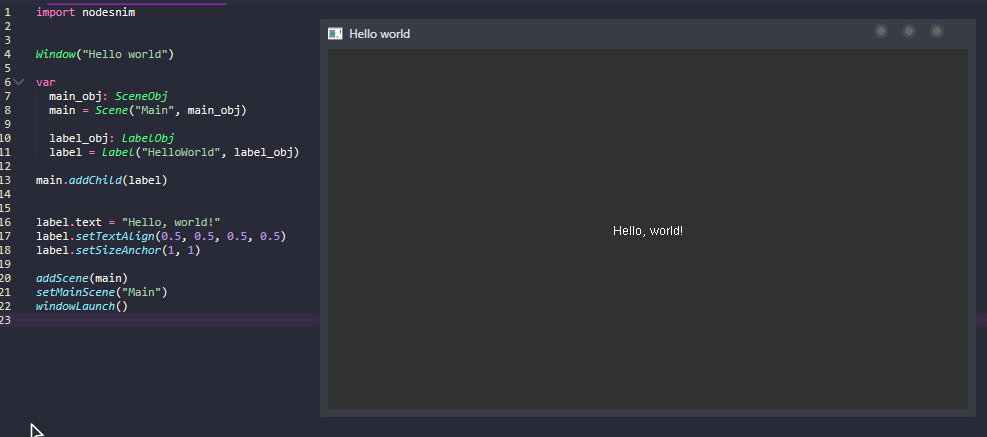 1 import nodesnim
2
3
4 Window("Hello world")
5
6 var
7 main_obj: SceneObj
8 main = Scene("Main", main_obj)
9
10 label_obj: LabelObj
11 label = Label("HelloWorld", label_obj)
12
13 main.addChild(label)
14
15
16 label.text = "Hello, world!"
17 label.setTextAlign(0.5, 0.5, 0.5, 0.5)
18 label.setSizeAnchor(1, 1)
19
20 addScene(main)
21 setMainScene("Main")
22 windowLaunch()
23
Hello world
Hello, world!